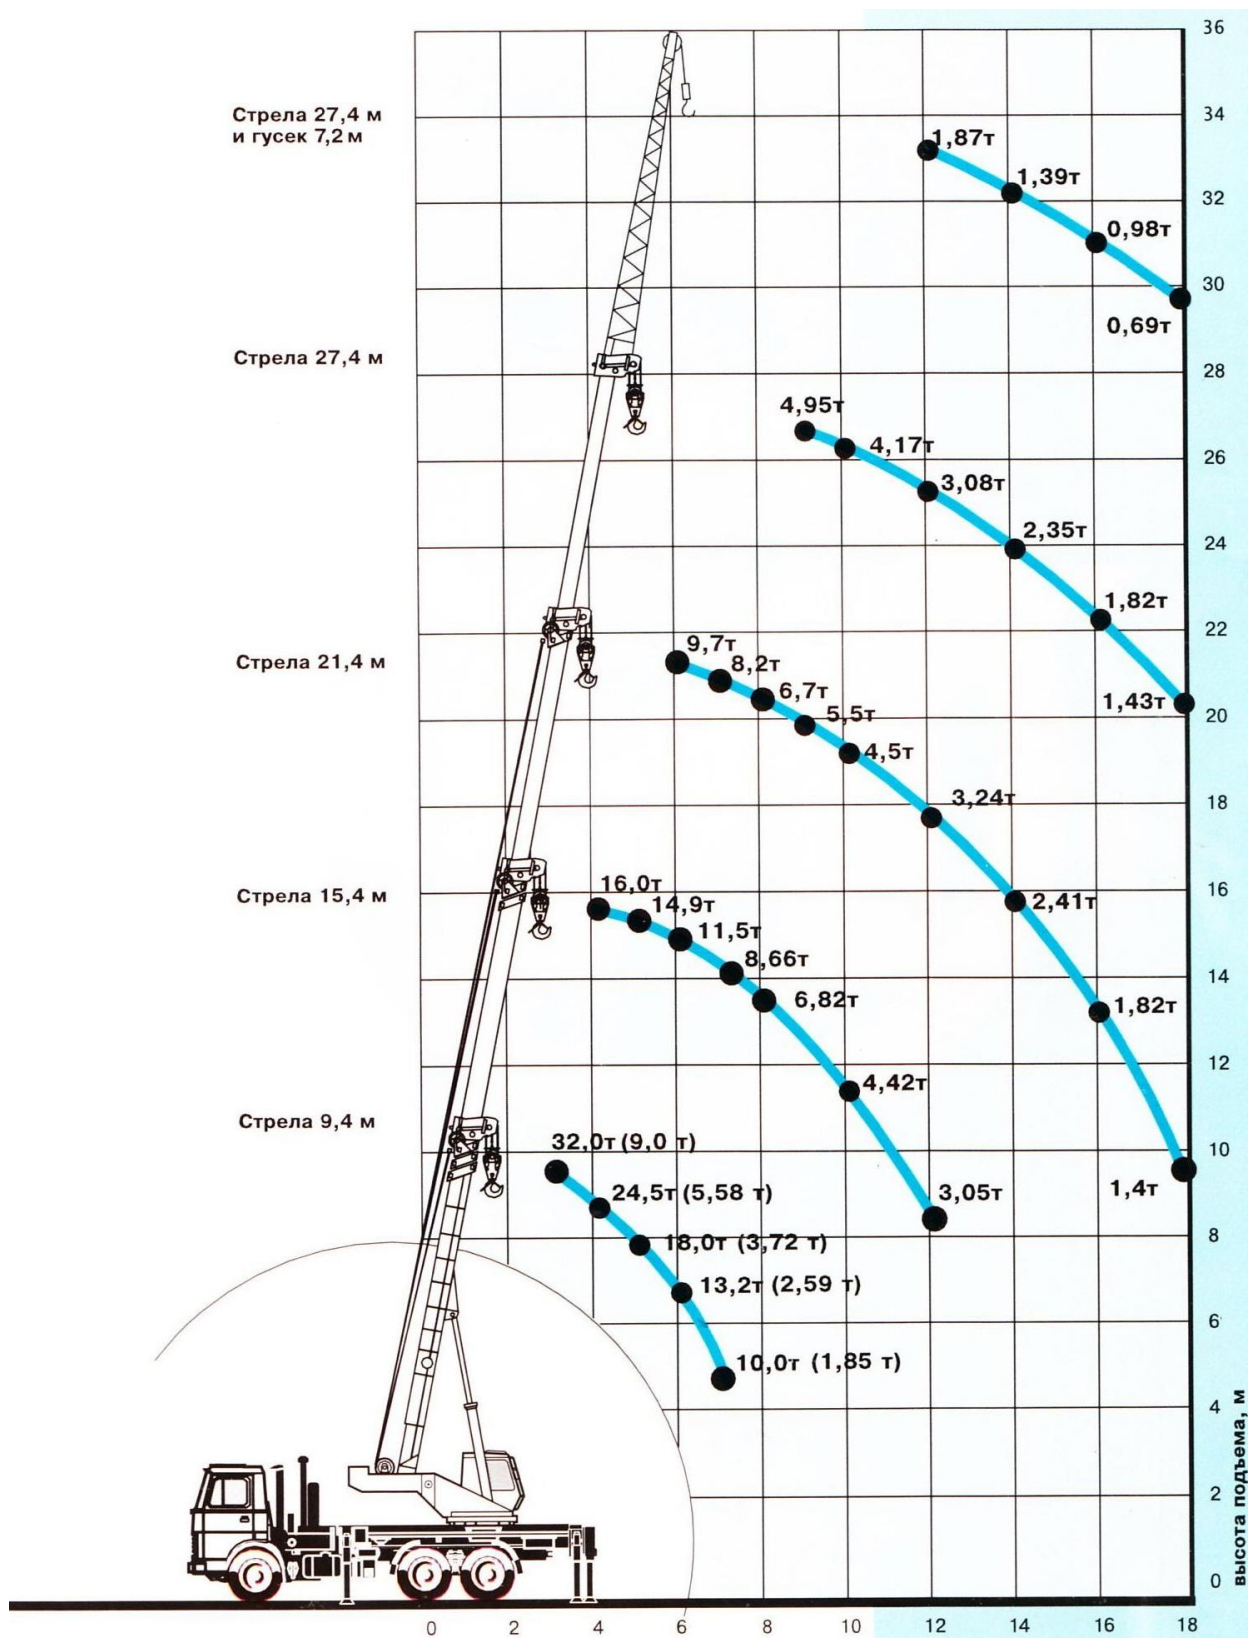 36
Стрела 27,4 м
и гусек 7,2 м
34
1,87т
1,39т
32
0,98т
30
0,69т
Стрела 27,4 м
28
4,95т
4,17т
26
3,08т
2,35т
24
1,82т
22
Стрела 21,4 м
9,7т
8,2т
6,7т
5,5т
4,5т
1,43т
20
3,24т
18
Стрела 15,4 м
16,0т
14,9т
11,5т
8,66т
6,82т
16
2,41т
14
1,82т
12
4,42т
Стрела 9,4 м
32,0т (9,0 т)
24,5т (5,58 т)
18,0т (3,72 т)
13,2т (2,59 т)
10,0т (1,85 т)
10
3,05т
1,4т
8
6
4
2
0
высота подъема, м
0 2 4 6 8 10 12 14 16 18